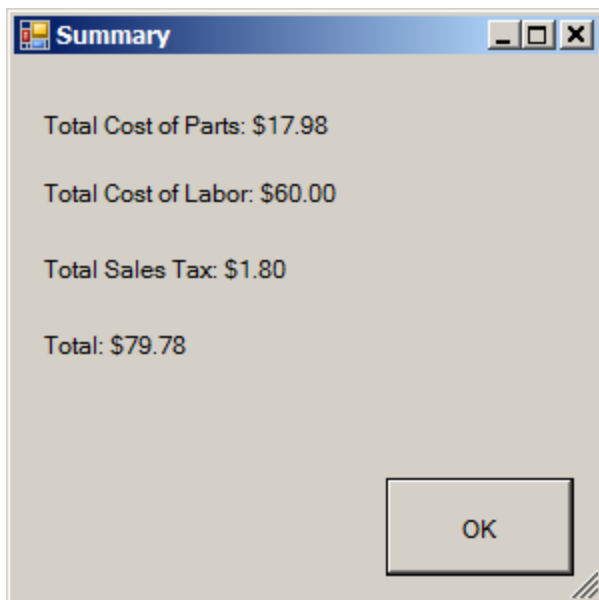 Summary
Total Cost of Parts: $17.98
Total Cost of Labor: $60.00
Total Sales Tax: $1.80
Total: $79.78
OK